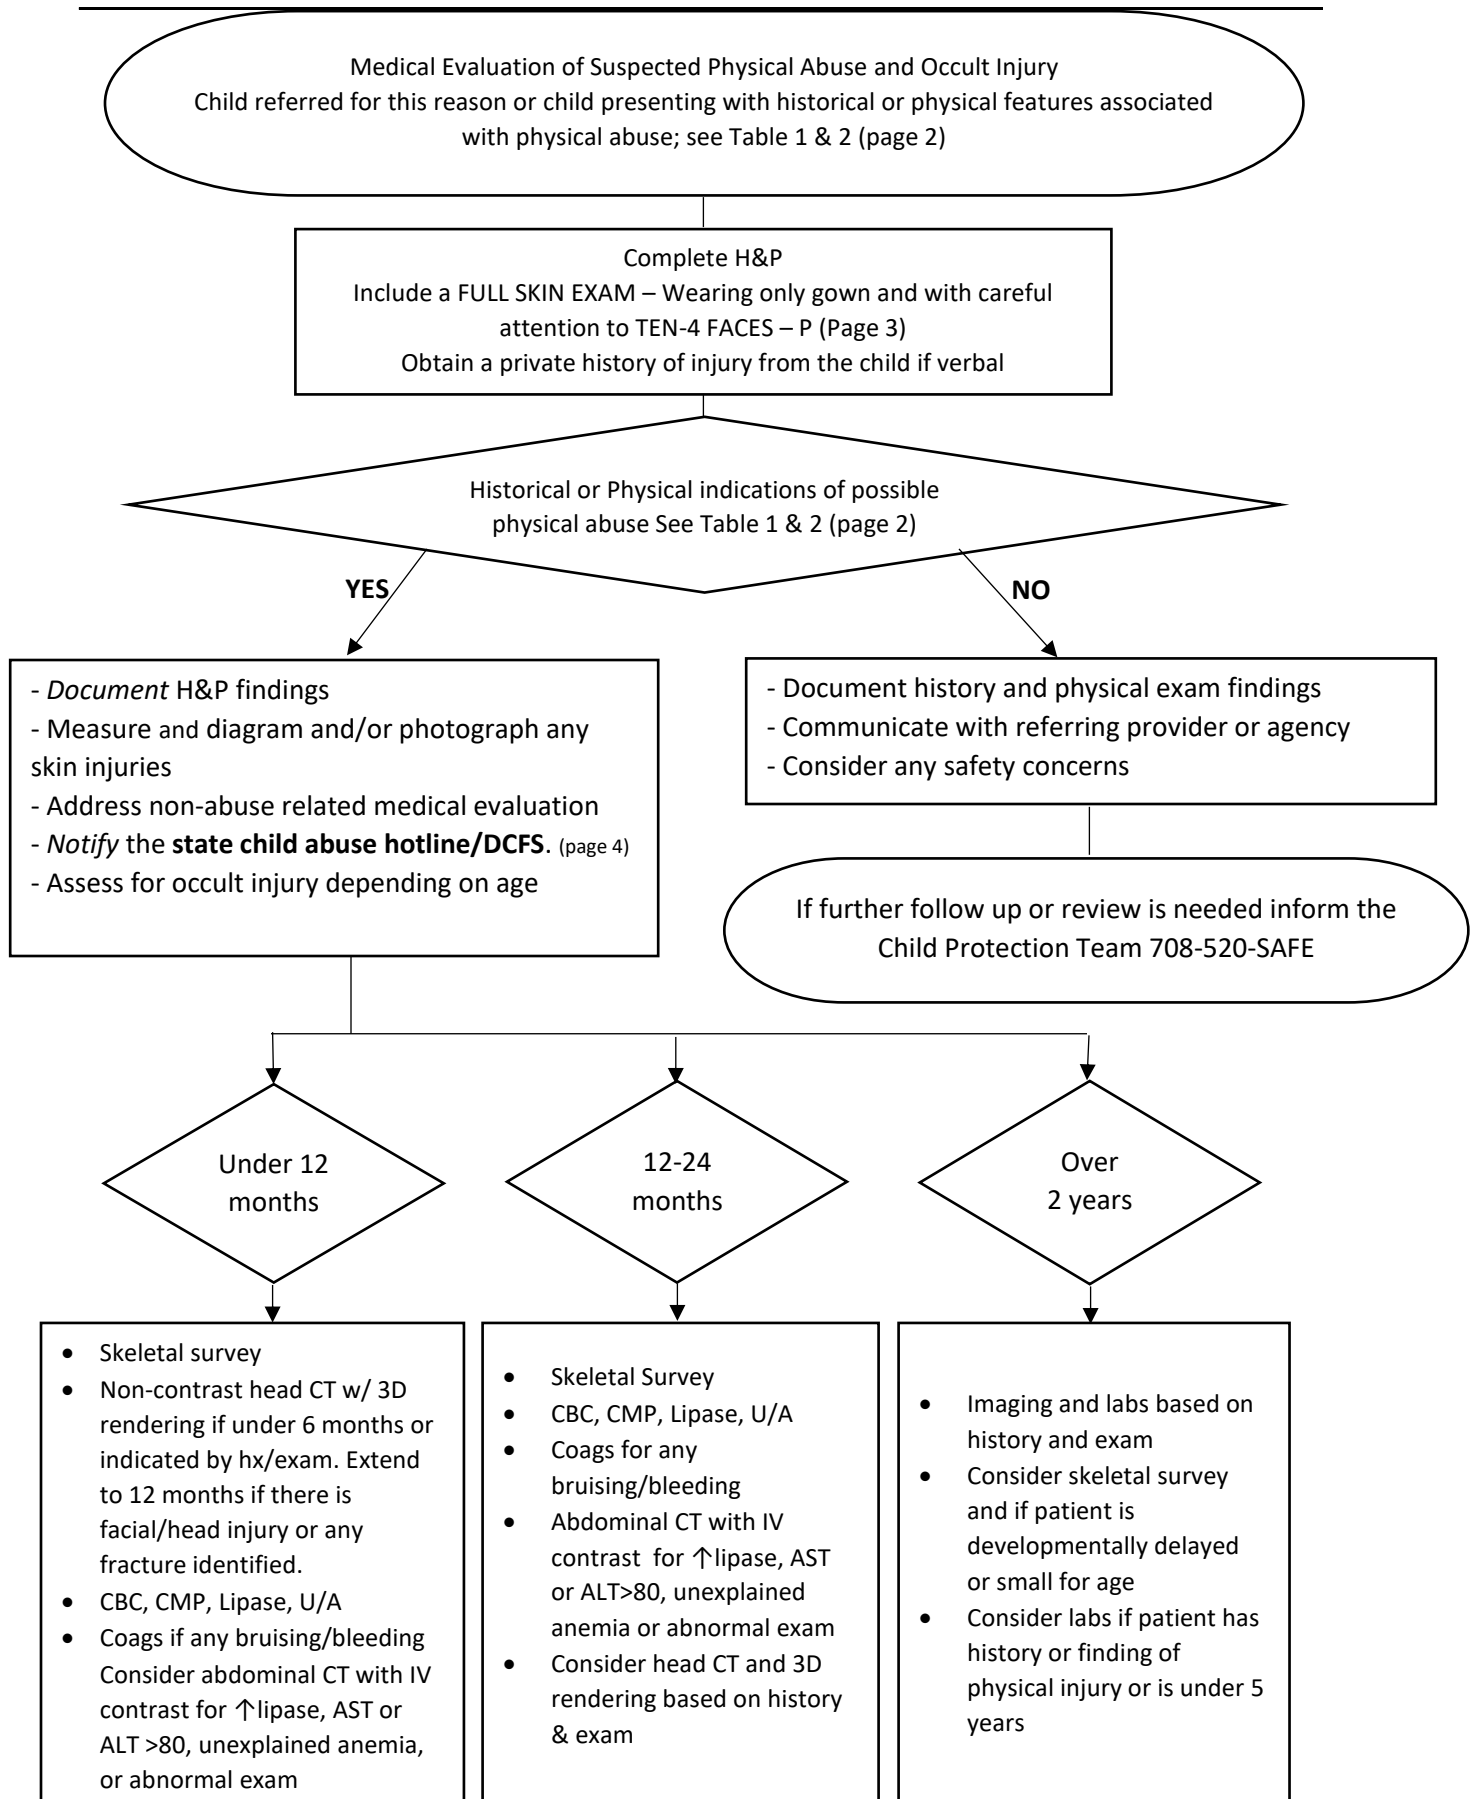 Medical Evaluation of Suspected Physical Abuse and Occult Injury
Child referred for this reason or child presenting with historical or physical features associated
with physical abuse; see Table 1 & 2 (page 2)
Complete H&P
Include a FULL SKIN EXAM – Wearing only gown and with careful
attention to TEN-4 FACES – P (Page 3)
Obtain a private history of injury from the child if verbal
Historical or Physical indications of possible
physical abuse See Table 1 & 2 (page 2)
YES
NO
- Document H&P findings
- Measure and diagram and/or photograph any
skin injuries
- Address non-abuse related medical evaluation
- Notify the state child abuse hotline/DCFS. (page 4)
- Assess for occult injury depending on age
- Document history and physical exam findings
- Communicate with referring provider or agency
- Consider any safety concerns
If further follow up or review is needed inform the
Child Protection Team 708-520-SAFE
Under 12
months
12-24
months
Over
2 years
• Skeletal survey
• Non-contrast head CT w/ 3D
rendering if under 6 months or
indicated by hx/exam. Extend
to 12 months if there is
facial/head injury or any
fracture identified.
• CBC, CMP, Lipase, U/A
• Coags if any bruising/bleeding
Consider abdominal CT with IV
contrast for ↑lipase, AST or
ALT >80, unexplained anemia,
or abnormal exam
• Skeletal Survey
• CBC, CMP, Lipase, U/A
• Coags for any
bruising/bleeding
• Abdominal CT with IV
contrast for ↑lipase, AST
or ALT>80, unexplained
anemia or abnormal exam
• Consider head CT and 3D
rendering based on history
& exam
• Imaging and labs based on
history and exam
• Consider skeletal survey
and if patient is
developmentally delayed
or small for age
• Consider labs if patient has
history or finding of
physical injury or is under 5
years